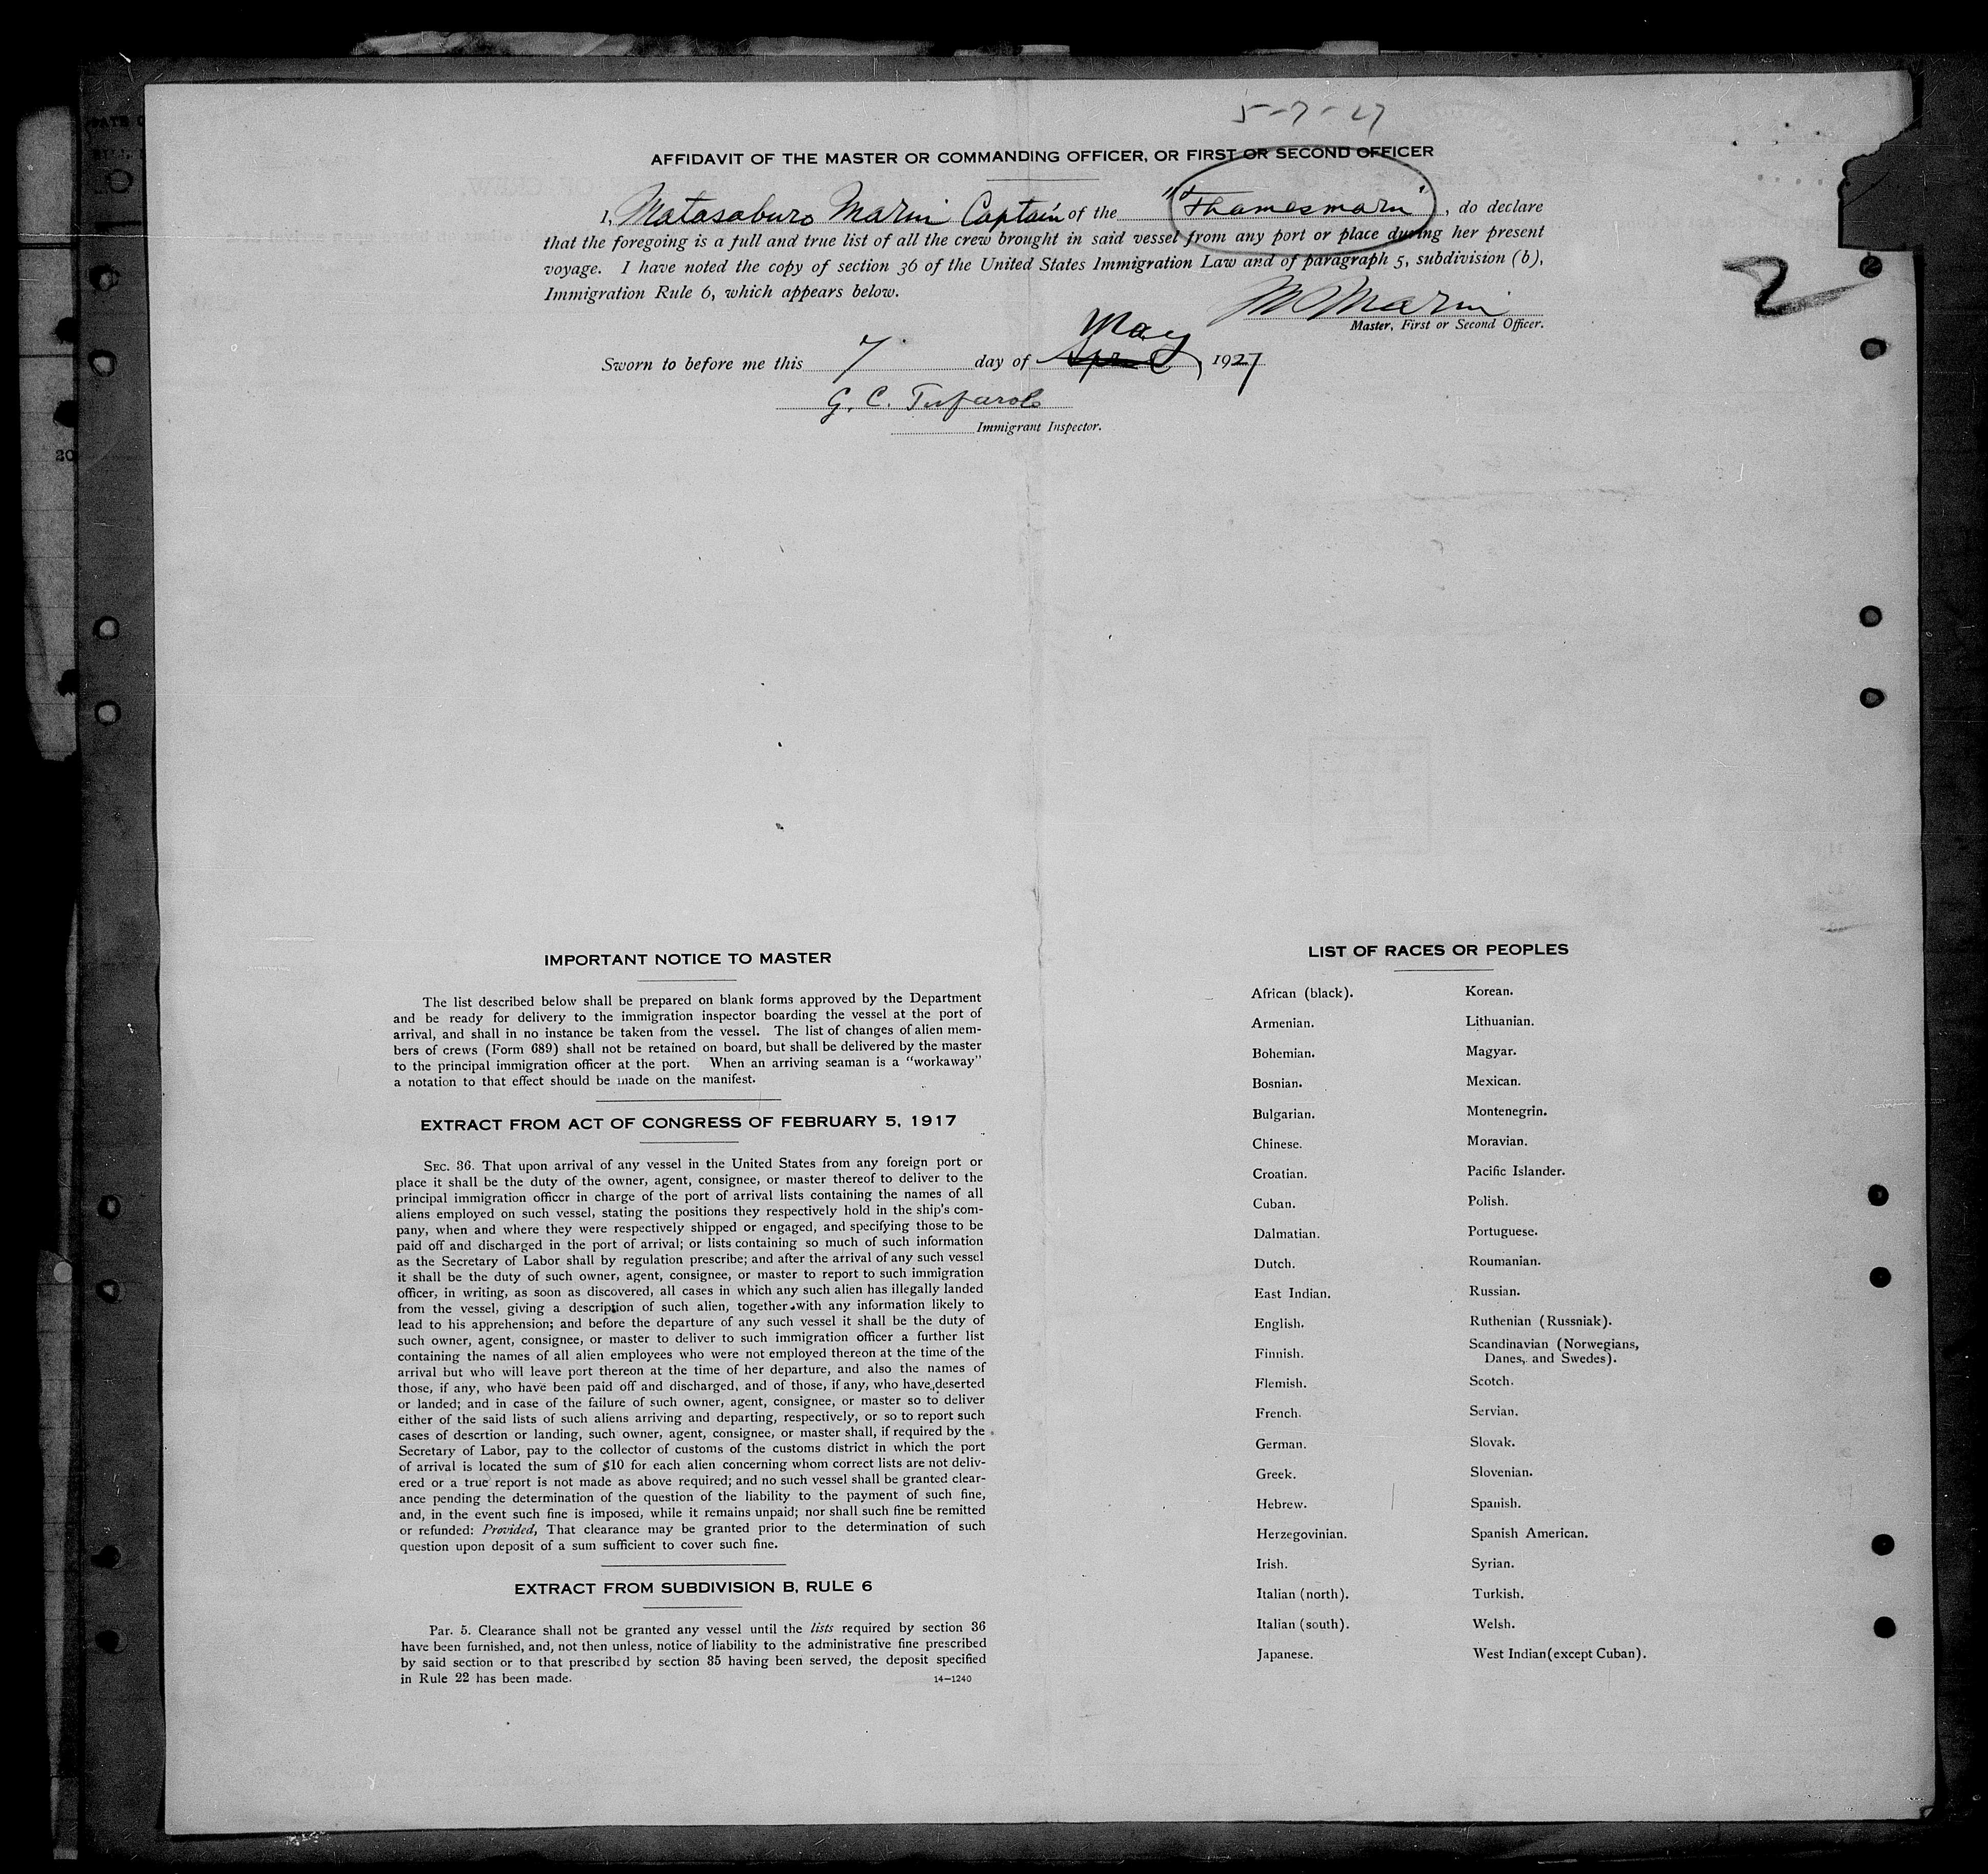 5-7-27
AFFIDAVIT OF THE MASTER OR COMMANDING OFFICER, OR FIRST OR SECOND OFFICER
I, Matasaburo Marui Captain of the "Thamesmaru", do declare
that the foregoing is a full and true list of all the crew brought in said vessel from any port or place during her present
voyage. I have noted the copy of section 36 of the United States Immigration Law and of paragraph 5, subdivision (b),
Immigration Rule 6, which appears below.
2
M Marui
Master, First or Second Officer.
May
Sworn to before me this 7 day of April, 1927
G. C.
Immigrant Inspector.
20
IMPORTANT NOTICE TO MASTER
The list described below shall be prepared on blank forms approved by the Department
and be ready for delivery to the immigration inspector boarding the vessel at the port of
arrival, and shall in no instance be taken from the vessel. The list of changes of alien mem-
bers of crews (Form 689) shall not be retained on board, but shall be delivered by the master
to the principal immigration officer at the port. When an arriving seaman is a "workaway"
a notation to that effect should be made on the manifest.
EXTRACT FROM ACT OF CONGRESS OF FEBRUARY 5, 1917
SEC. 36. That upon arrival of any vessel in the United States from any foreign port or
place it shall be the duty of the owner, agent, consignee, or master thereof to deliver to the
principal immigration officer in charge of the port of arrival lists containing the names of all
aliens employed on such vessel, stating the positions they respectively hold in the ship's com-
pany, when and where they were respectively shipped or engaged, and specifying those to be
paid off and discharged in the port of arrival; or lists containing so much of such information
as the Secretary of Labor shall by regulation prescribe; and after the arrival of any such vessel
it shall be the duty of such owner, agent, consignee, or master to report to such immigration
officer, in writing, as soon as discovered, all cases in which any such alien has illegally landed
from the vessel, giving a description of such alien, together with any information likely to
lead to his apprehension; and before the departure of any such vessel it shall be the duty of
such owner, agent, consignee, or master to deliver to such immigration officer a further list
containing the names of all alien employees who were not employed thereon at the time of the
arrival but who will leave port thereon at the time of her departure, and also the names of
those, if any, who have been paid off and discharged, and of those, if any, who have deserted
or landed; and in case of the failure of such owner, agent, consignee, or master so to deliver
either of the said lists of such aliens arriving and departing, respectively, or so to report such
cases of desertion or landing, such owner, agent, consignee, or master shall, if required by the
Secretary of Labor, pay to the collector of customs of the customs district in which the port
of arrival is located the sum of $10 for each alien concerning whom correct lists are not deliv-
ered or a true report is not made as above required; and no such vessel shall be granted clear-
ance pending the determination of the question of the liability to the payment of such fine,
and, in the event such fine is imposed, while it remains unpaid; nor shall such fine be remitted
or refunded: Provided, That clearance may be granted prior to the determination of such
question upon deposit of a sum sufficient to cover such fine.
EXTRACT FROM SUBDIVISION B, RULE 6
Par. 5. Clearance shall not be granted any vessel until the lists required by section 36
have been furnished, and, not then unless, notice of liability to the administrative fine prescribed
by said section or to that prescribed by section 35 having been served, the deposit specified
in Rule 22 has been made.
14—1240
LIST OF RACES OR PEOPLES
African (black).
Armenian.
Bohemian.
Bosnian.
Bulgarian.
Chinese.
Croatian.
Cuban.
Dalmatian.
Dutch.
East Indian.
English.
Finnish.
Flemish.
French.
German.
Greek.
Hebrew.
Herzegovinian.
Irish.
Italian (north).
Italian (south).
Japanese.
Korean.
Lithuanian.
Magyar.
Mexican.
Montenegrin.
Moravian.
Pacific Islander.
Polish.
Portuguese.
Roumanian.
Russian.
Ruthenian (Russniak).
Scandinavian (Norwegians,
Danes, and Swedes).
Scotch.
Servian.
Slovak.
Slovenian.
Spanish.
Spanish American.
Syrian.
Turkish.
Welsh.
West Indian (except Cuban).